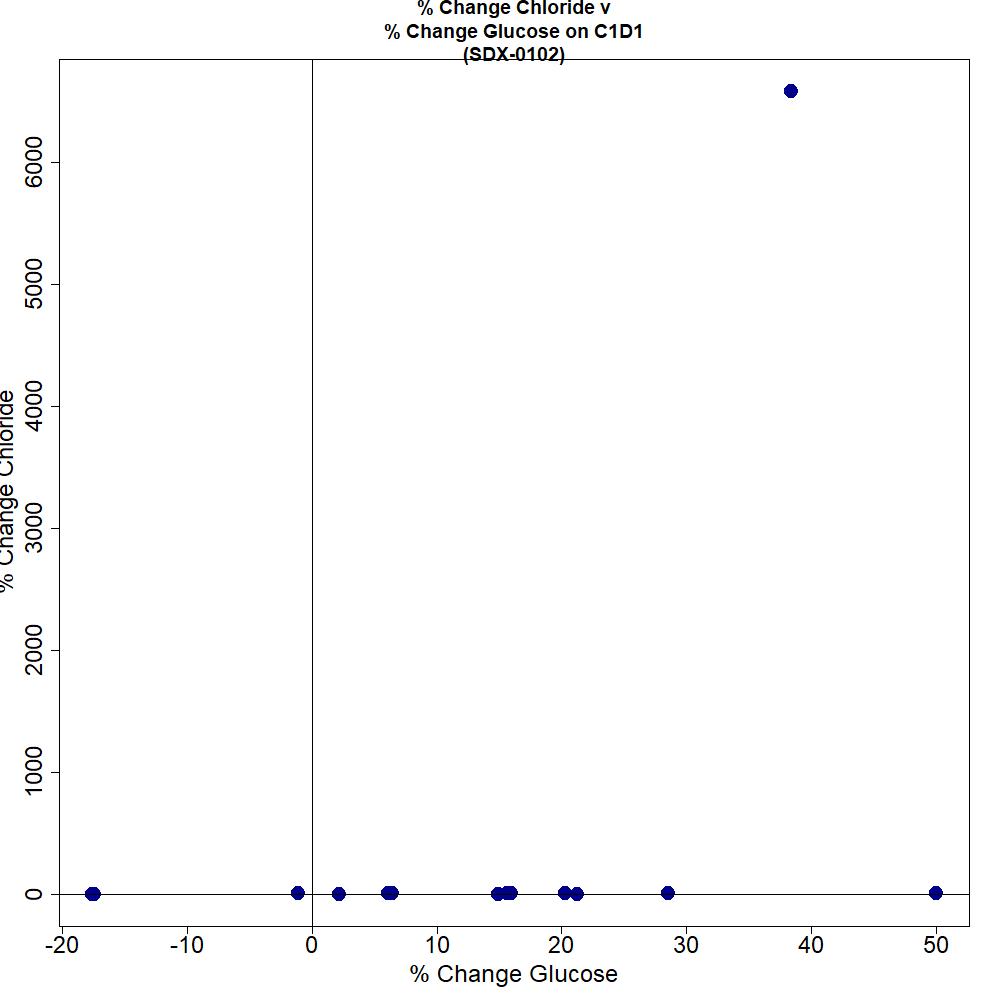 % Change Chloride v
% Change Glucose on C1D1
(SDX-0102)
% Change Chloride
6000
5000
4000
3000
2000
1000
0
-20 -10 0 10 20 30 40 50
% Change Glucose